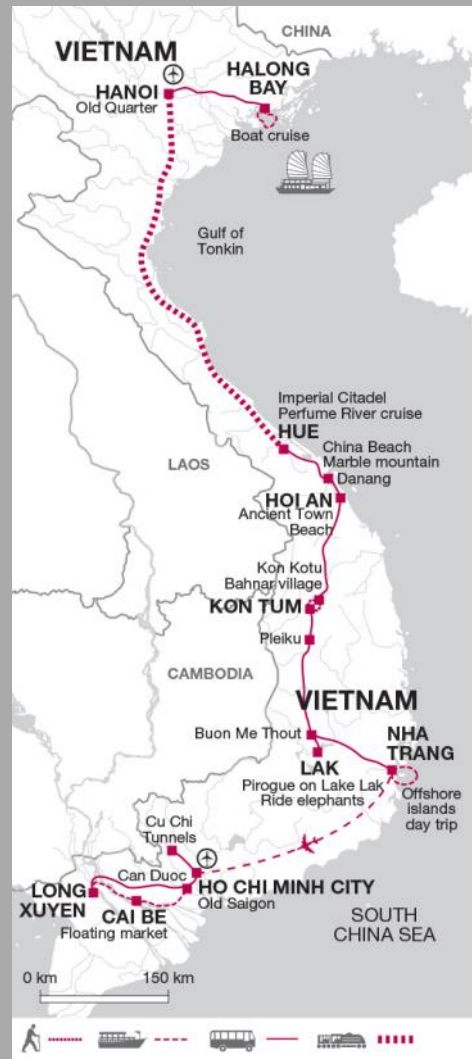 CHINA
VIETNAM
HANOI
Old Quarter
HALONG
BAY
Boat cruise
Gulf of
Tonkin
Imperial Citadel
Perfume River cruise
HUE
China Beach
Marble mountain
Danang
LAOS
HOI AN
Ancient Town
Beach
Kon Kotu
Bahnar village
KON TUM
Pleiku
CAMBODIA
VIETNAM
Buon Me Thout
NHA
TRANG
LAK
Pirogue on Lake Lak
Ride elephants
Offshore
islands
day trip
Cu Chi
Tunnels
Can Duoc
LONG
XUYEN
HO CHI MINH CITY
Old Saigon
CAI BE
Floating market
SOUTH
CHINA SEA
0 km 150 km